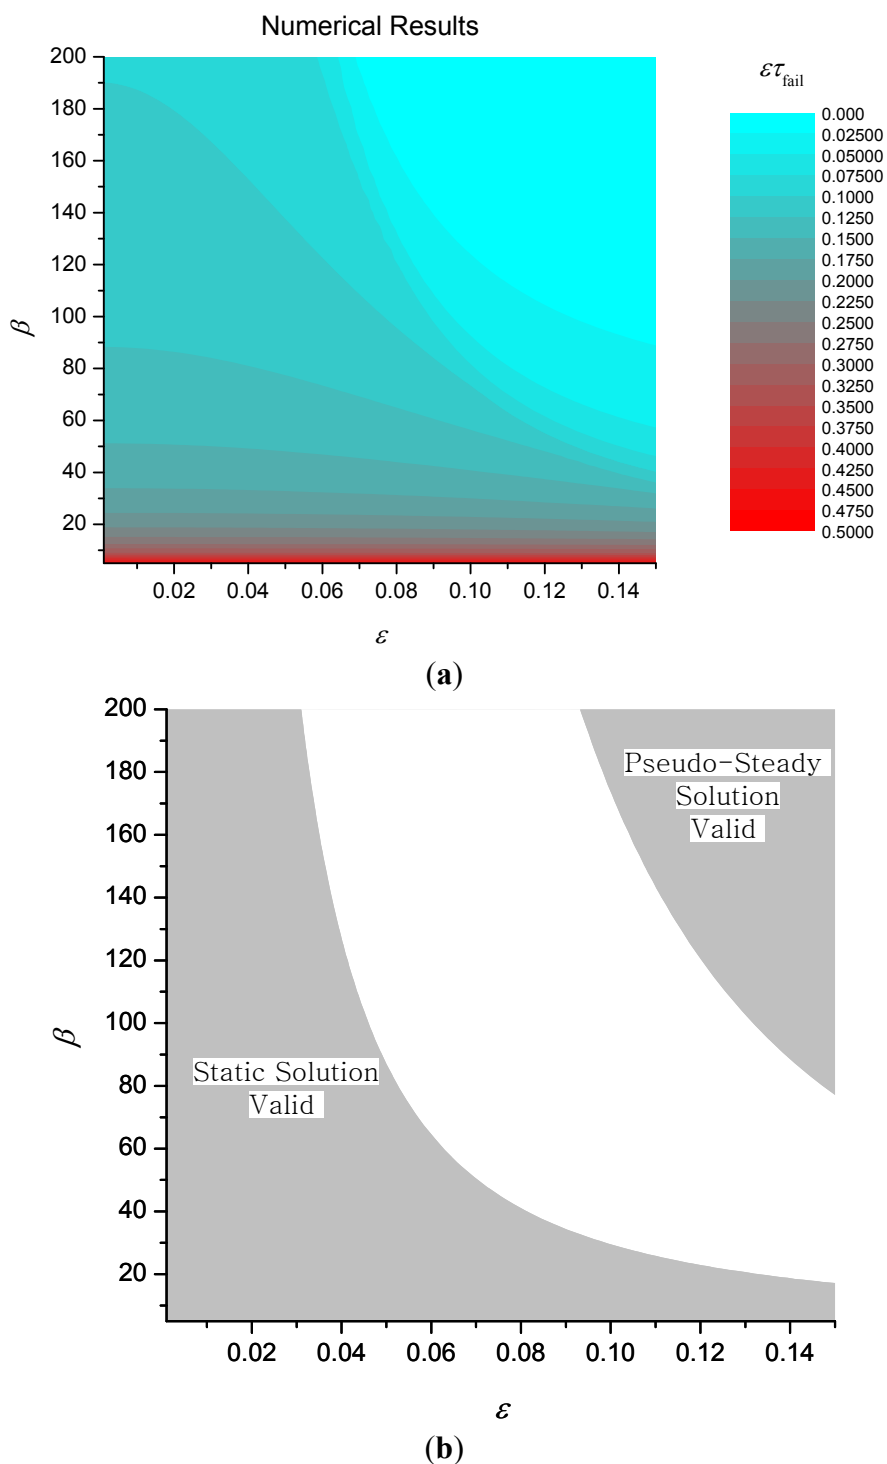 Numerical Results
200
180
160
140
120
100
80
60
40
20
β
0.02 0.04 0.06 0.08 0.10 0.12 0.14
ε
ετfail
0.000
0.02500
0.05000
0.07500
0.1000
0.1250
0.1500
0.1750
0.2000
0.2250
0.2500
0.2750
0.3000
0.3250
0.3500
0.3750
0.4000
0.4250
0.4500
0.4750
0.5000
(a)
200
180
160
140
120
100
80
60
40
20
β
Pseudo-Steady
Solution
Valid
Static Solution
Valid
0.02 0.04 0.06 0.08 0.10 0.12 0.14
ε
(b)